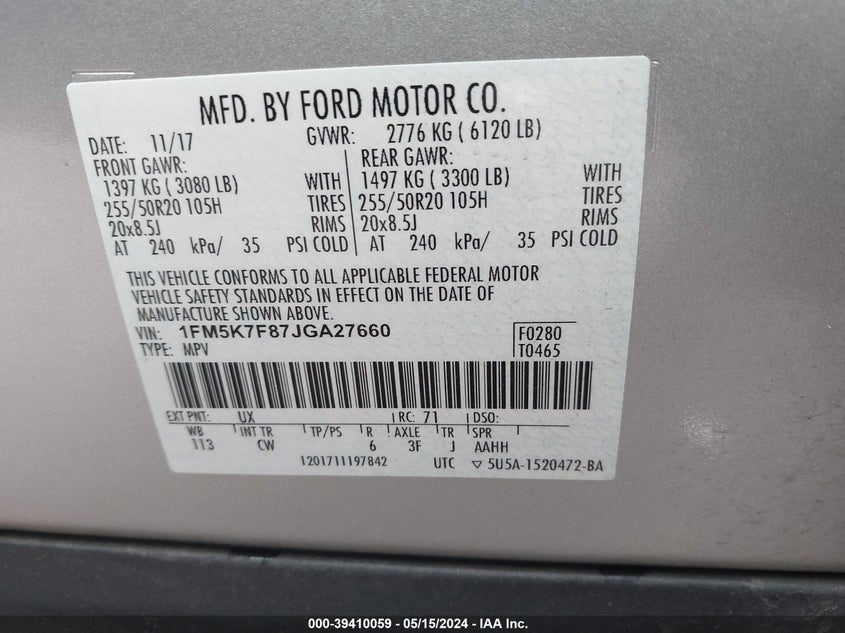 MFD. BY FORD MOTOR CO.
DATE: 11/17 GVWR: 2776 KG ( 6120 LB)
FRONT GAWR: REAR GAWR:
1397 KG ( 3080 LB) WITH 1497 KG ( 3300 LB) WITH
255/50R20 105H TIRES 255/50R20 105H TIRES
20x8.5J RIMS 20x8.5J RIMS
AT 240 kPa/ 35 PSI COLD AT 240 kPa/ 35 PSI COLD
THIS VEHICLE CONFORMS TO ALL APPLICABLE FEDERAL MOTOR
VEHICLE SAFETY STANDARDS IN EFFECT ON THE DATE OF
MANUFACTURE SHOWN ABOVE.
VIN: 1FM5K7F87JGA27660 F0280
TYPE: MPV T0465
EXT PNT: UX RC: 71 DSO:
WB INT TR TP/PS R AXLE TR SPR
113 CW 6 3F J AAHH
1201711197842 UTC ▽ 5U5A-1520472-BA
000-39410059 - 05/15/2024 - IAA Inc.